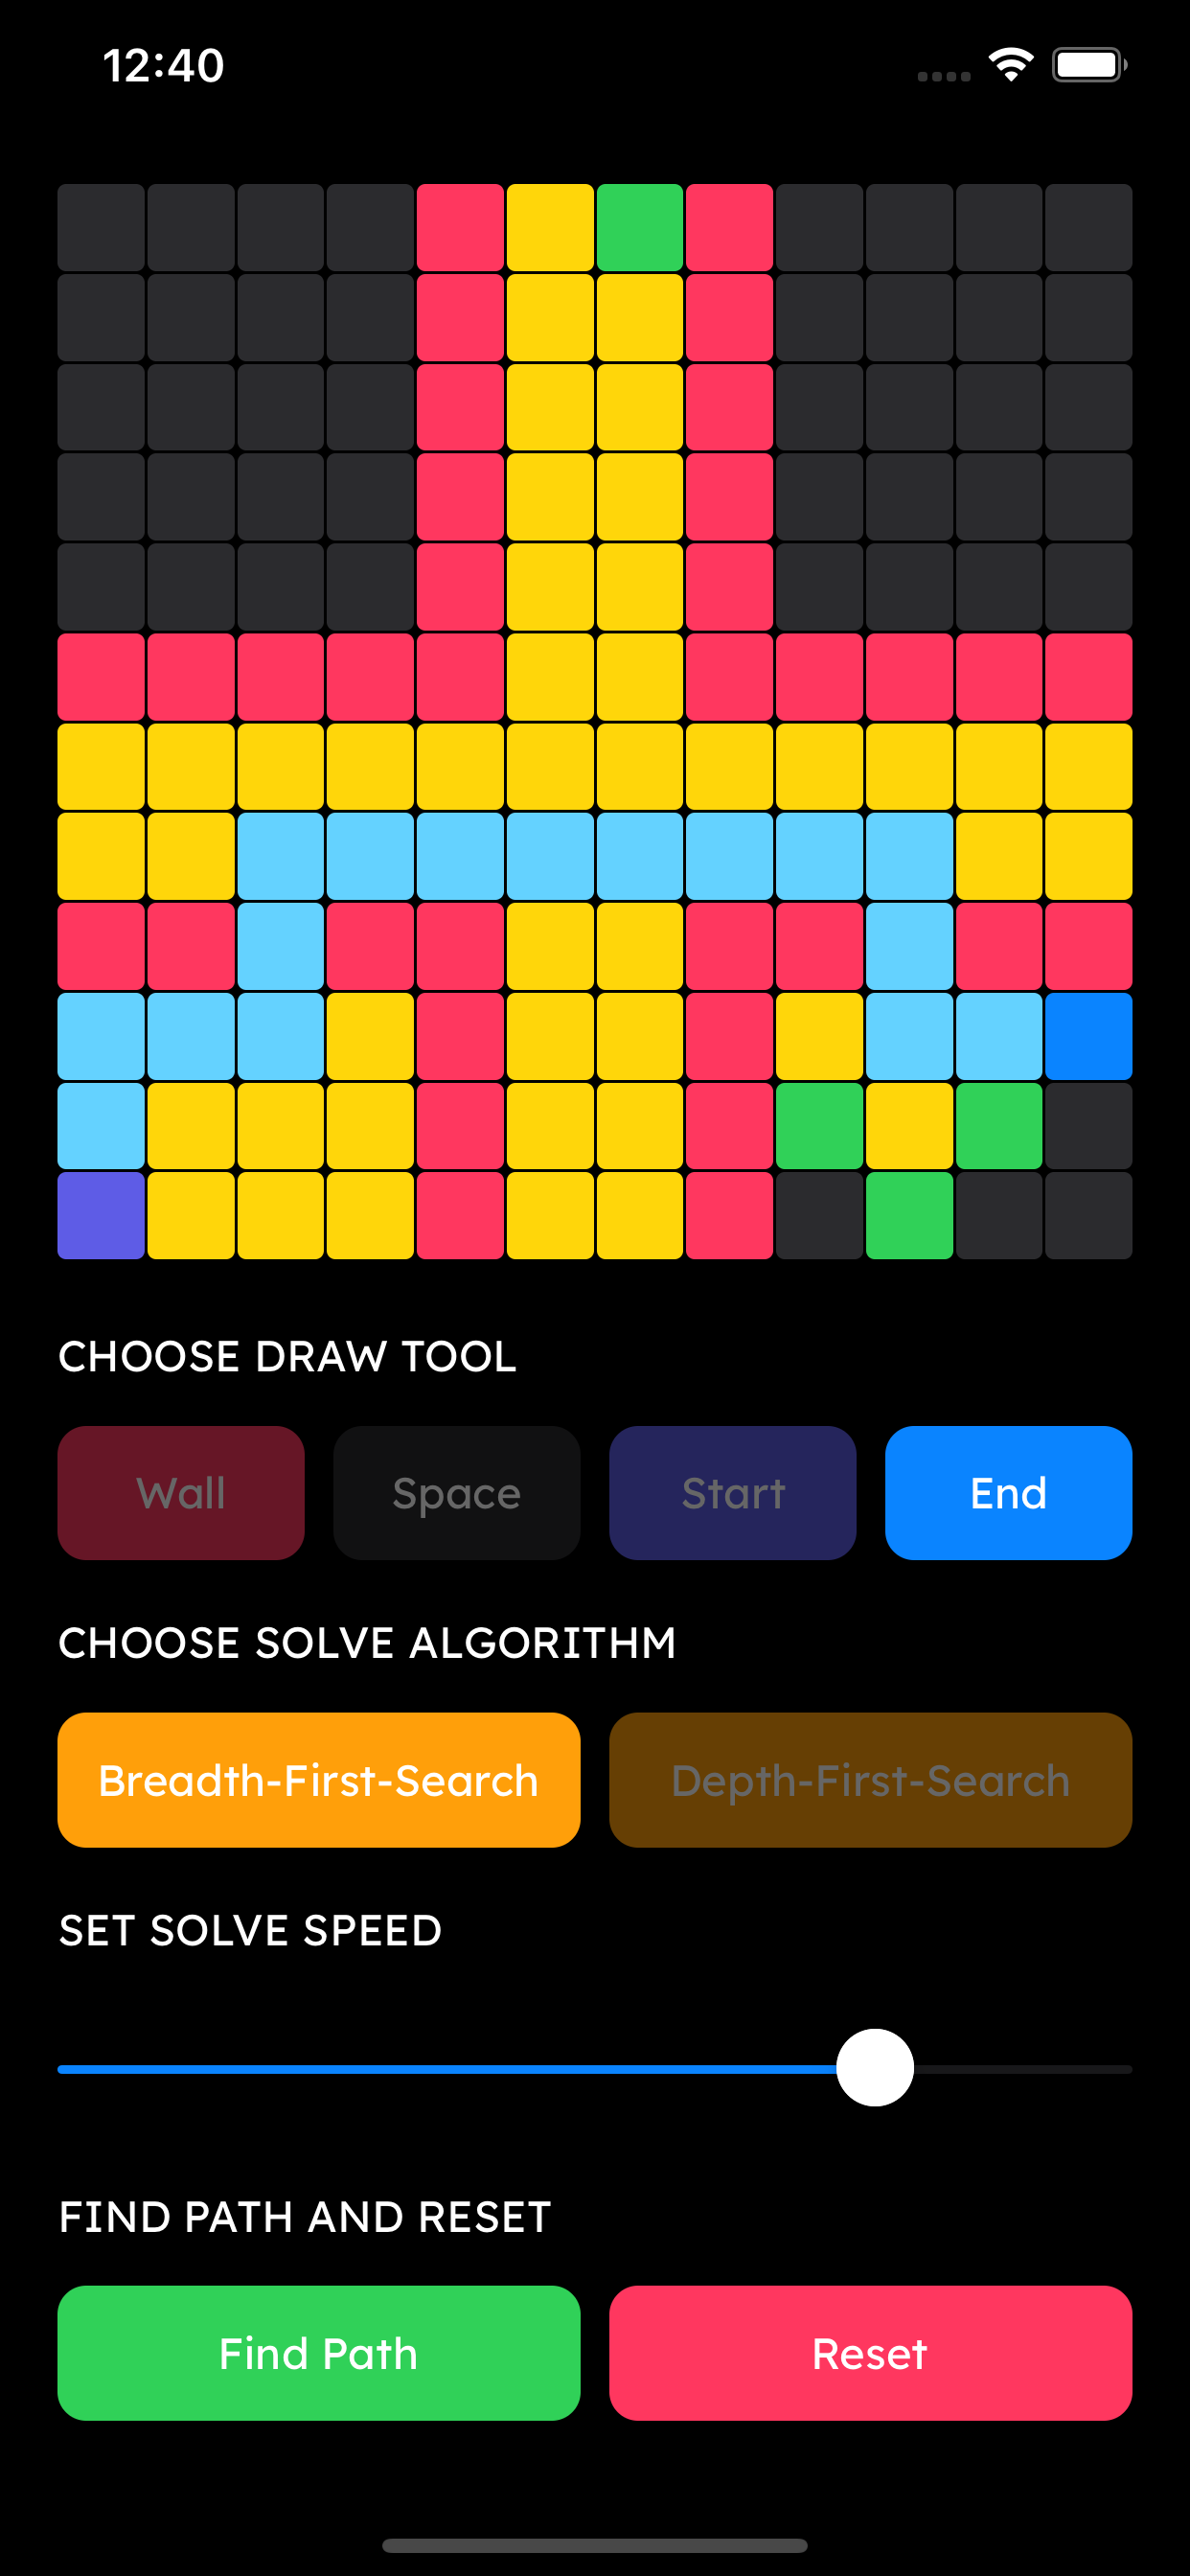 12:40
CHOOSE DRAW TOOL
Wall Space Start End
CHOOSE SOLVE ALGORITHM
Breadth-First-Search Depth-First-Search
SET SOLVE SPEED
FIND PATH AND RESET
Find Path Reset